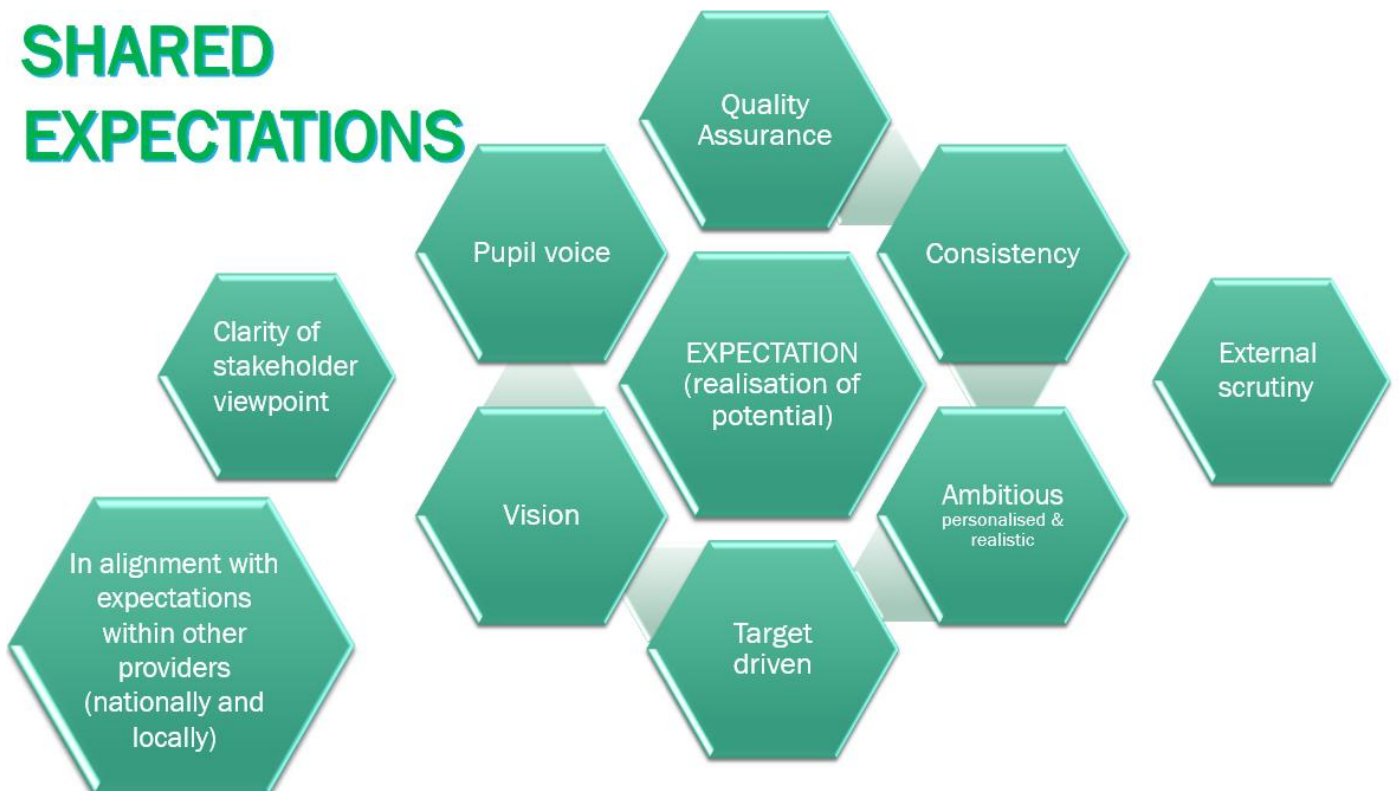 SHARED
EXPECTATIONS
Quality
Assurance
Pupil voice
Consistency
Clarity of
stakeholder
viewpoint
EXPECTATION
(realisation of
potential)
External
scrutiny
Vision
Ambitious
personalised &
realistic
In alignment with
expectations
within other
providers
(nationally and
locally)
Target
driven